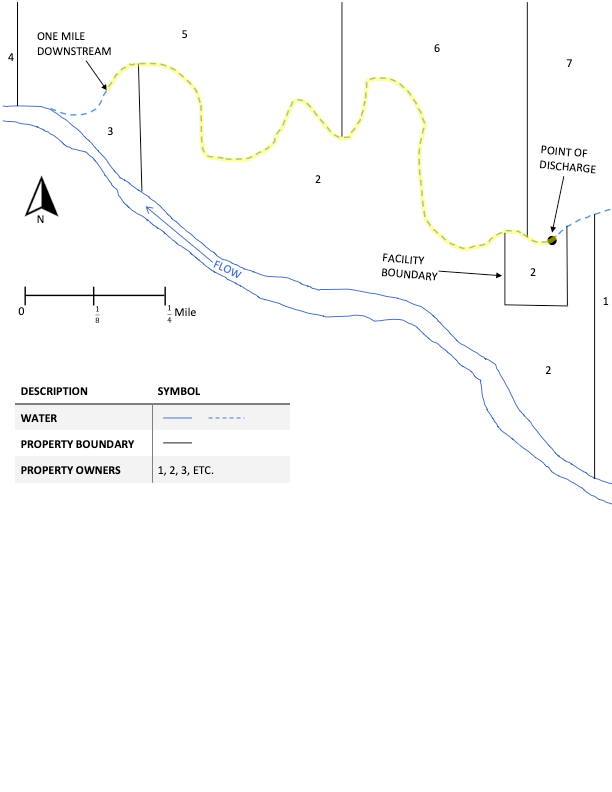 5
6
4
7
ONE MILE
DOWNSTREAM
3
POINT OF
DISCHARGE
2
N
FLOW
FACILITY
BOUNDARY
2
1
0
1/8
1/4 Mile
2
DESCRIPTION SYMBOL
WATER
PROPERTY BOUNDARY
PROPERTY OWNERS 1, 2, 3, ETC.